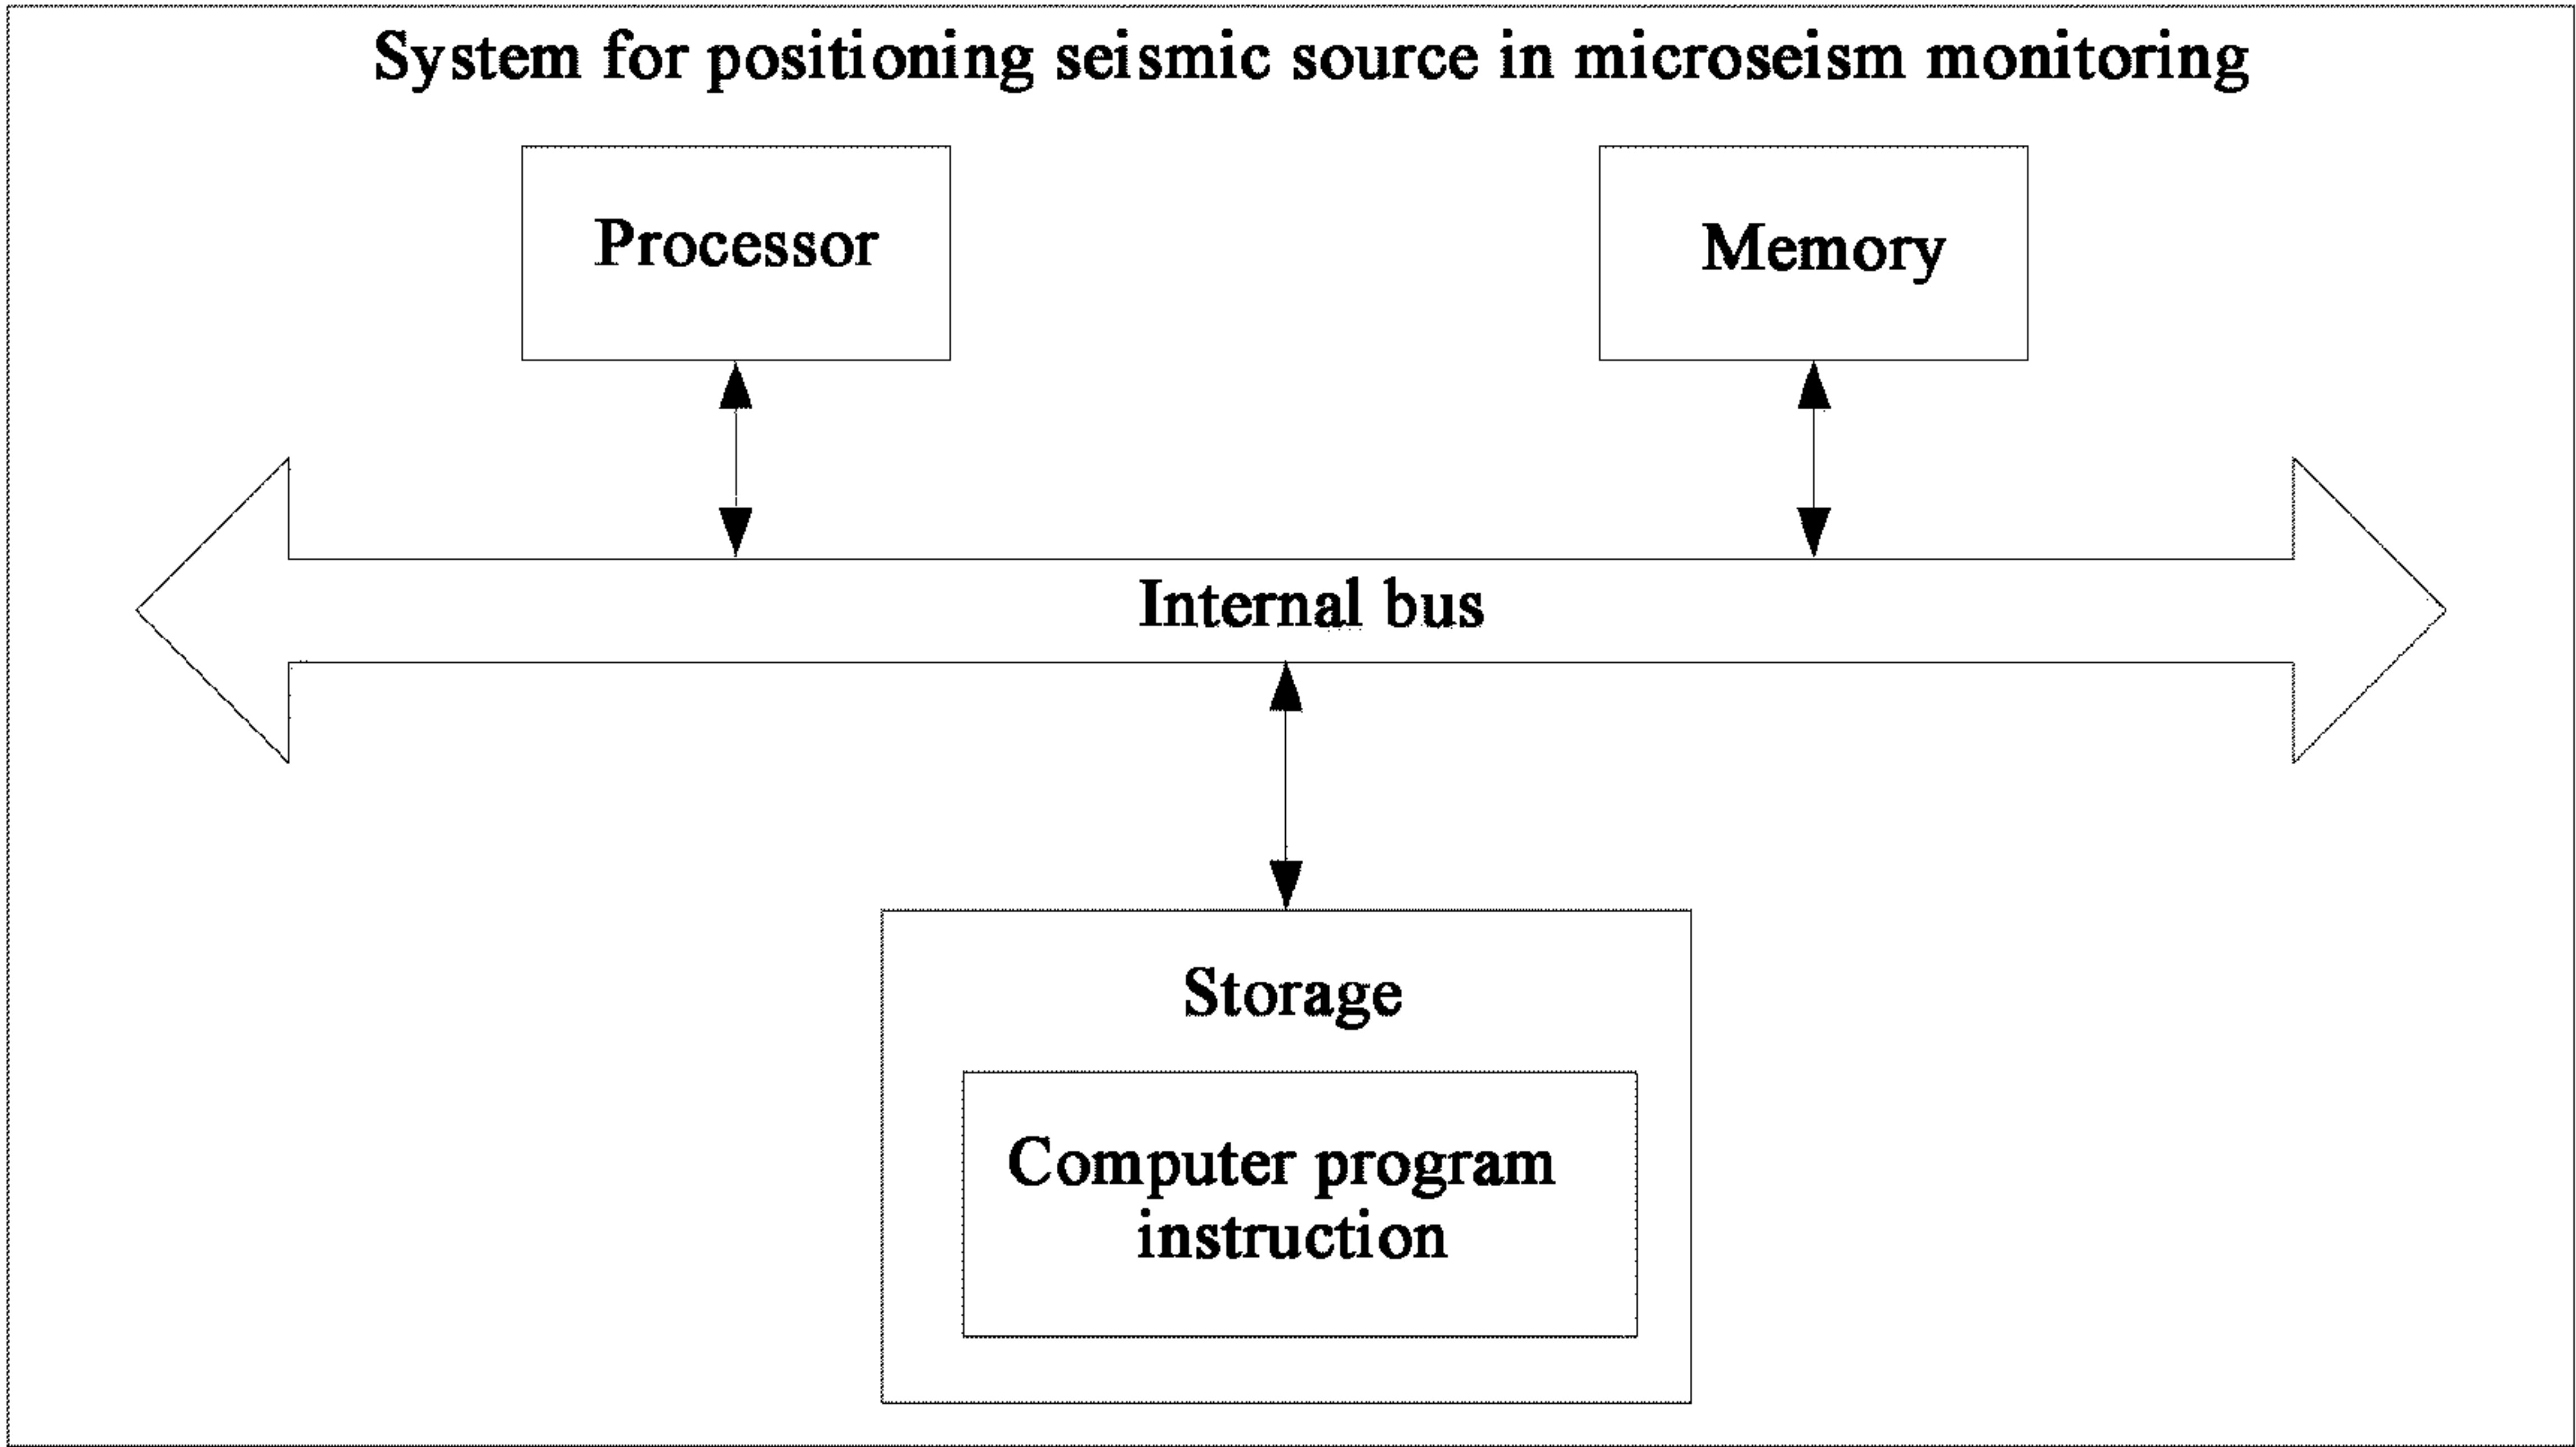 System for positioning seismic source in microseism monitoring
Processor
Memory
Internal bus
Storage
Computer program
instruction